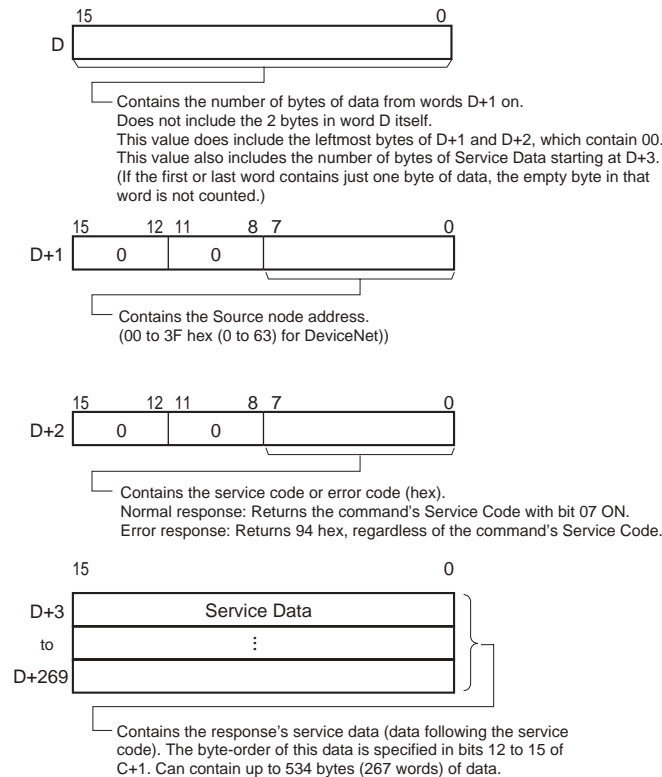 15 0
D
Contains the number of bytes of data from words D+1 on.
Does not include the 2 bytes in word D itself.
This value does include the leftmost bytes of D+1 and D+2, which contain 00.
This value also includes the number of bytes of Service Data starting at D+3.
(If the first or last word contains just one byte of data, the empty byte in that
word is not counted.)
15 12 11 8 7 0
D+1 0 0
Contains the Source node address.
(00 to 3F hex (0 to 63) for DeviceNet))
15 12 11 8 7 0
D+2 0 0
Contains the service code or error code (hex).
Normal response: Returns the command's Service Code with bit 07 ON.
Error response: Returns 94 hex, regardless of the command's Service Code.
15 0
D+3 Service Data
to ⋮
D+269
Contains the response's service data (data following the service
code). The byte-order of this data is specified in bits 12 to 15 of
C+1. Can contain up to 534 bytes (267 words) of data.